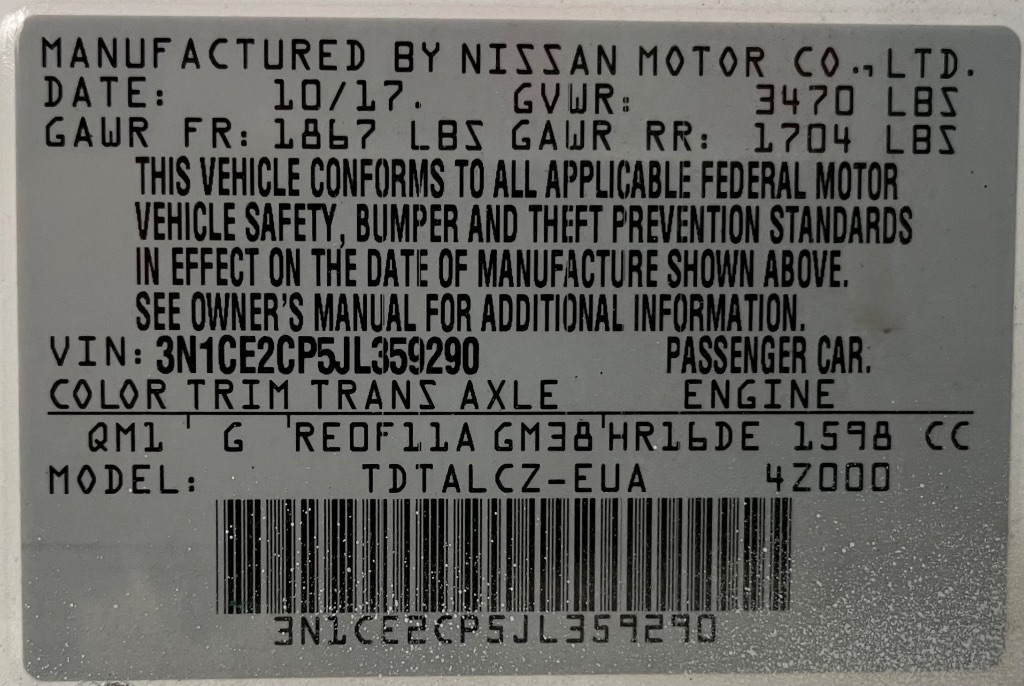 MANUFACTURED BY NISSAN MOTOR CO.,LTD.
DATE: 10/17. GVWR: 3470 LBS
GAWR FR: 1867 LBS GAWR RR: 1704 LBS
THIS VEHICLE CONFORMS TO ALL APPLICABLE FEDERAL MOTOR
VEHICLE SAFETY, BUMPER AND THEFT PREVENTION STANDARDS
IN EFFECT ON THE DATE OF MANUFACTURE SHOWN ABOVE.
SEE OWNER'S MANUAL FOR ADDITIONAL INFORMATION.
VIN: 3N1CE2CP5JL359290 PASSENGER CAR.
COLOR TRIM TRANS AXLE ENGINE
QM1 G RE0F11A GM38 HR16DE 1598 CC
MODEL: TDTALCZ-EUA 4Z000
3N1CE2CP5JL359290